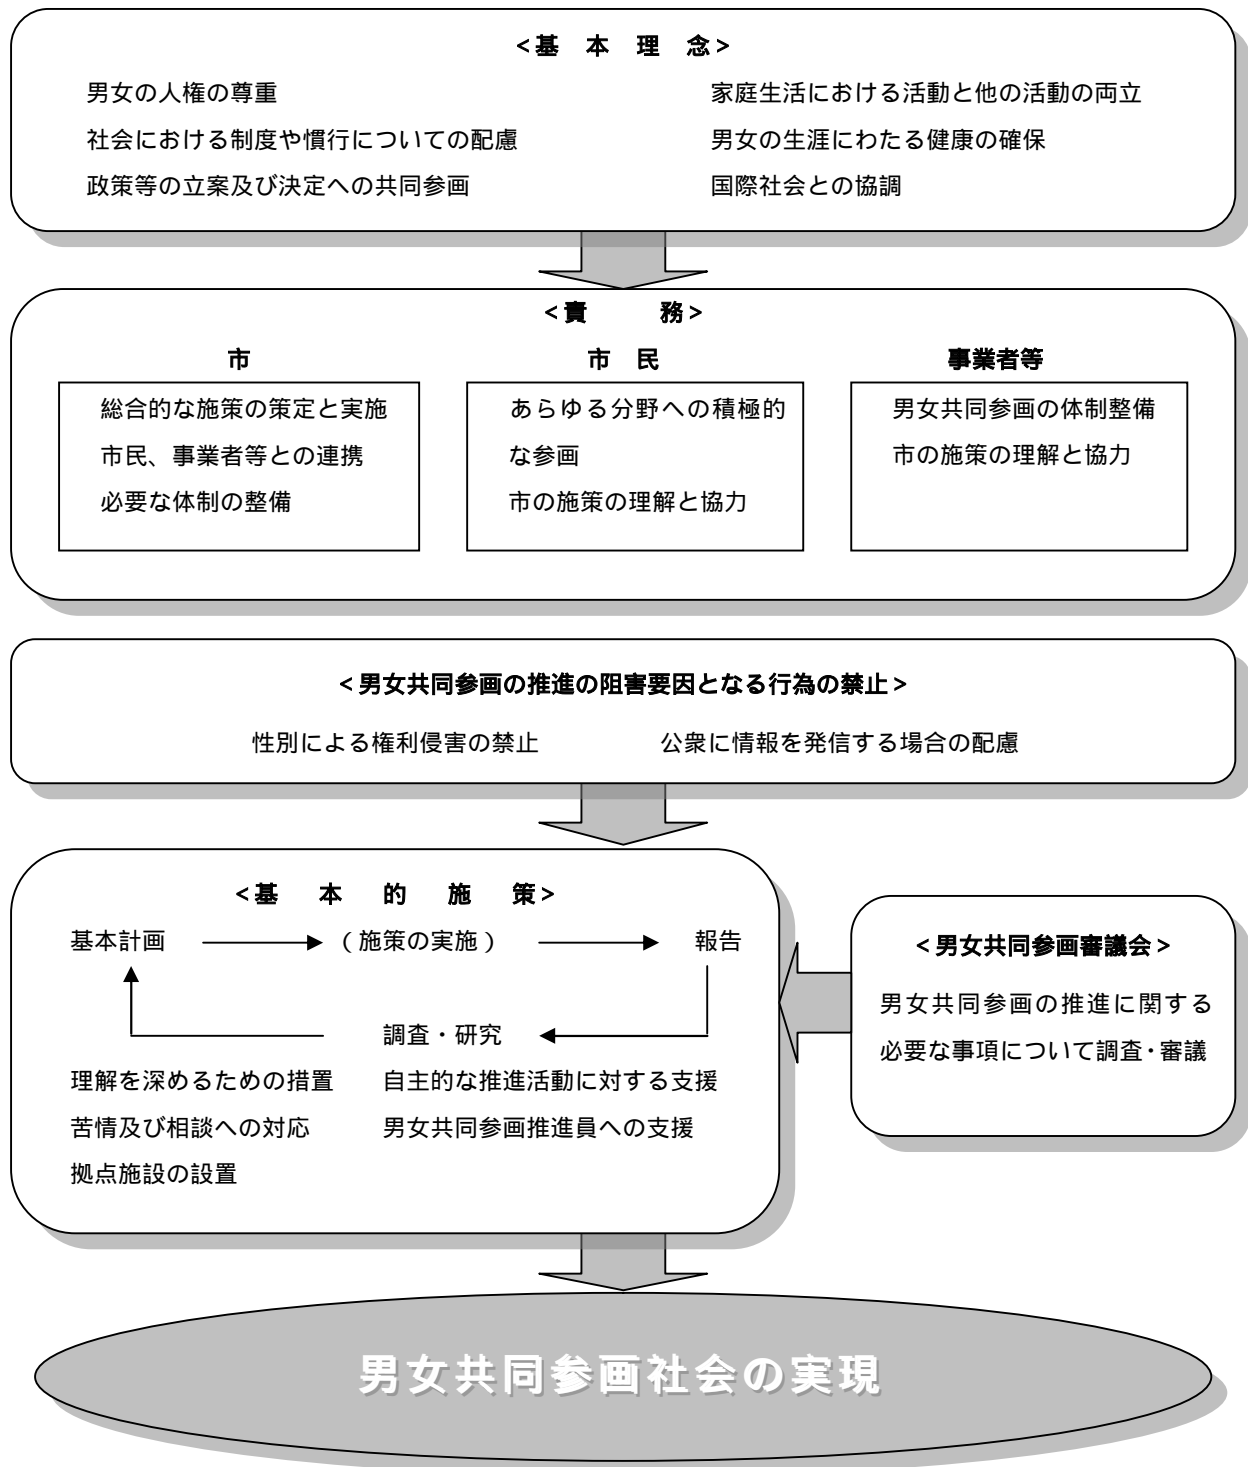 <基 本 理 念>
男女の人権の尊重
社会における制度や慣行についての配慮
政策等の立案及び決定への共同参画
家庭生活における活動と他の活動の両立
男女の生涯にわたる健康の確保
国際社会との協調
<責 務>
市
総合的な施策の策定と実施
市民、事業者等との連携
必要な体制の整備
市 民
あらゆる分野への積極的
な参画
市の施策の理解と協力
事業者等
男女共同参画の体制整備
市の施策の理解と協力
<男女共同参画の推進の阻害要因となる行為の禁止>
性別による権利侵害の禁止 公衆に情報を発信する場合の配慮
<基 本 的 施 策>
基本計画 (施策の実施) 報告
調査・研究
理解を深めるための措置 自主的な推進活動に対する支援
苦情及び相談への対応 男女共同参画推進員への支援
拠点施設の設置
<男女共同参画審議会>
男女共同参画の推進に関する
必要な事項について調査・審議
男女共同参画社会の実現